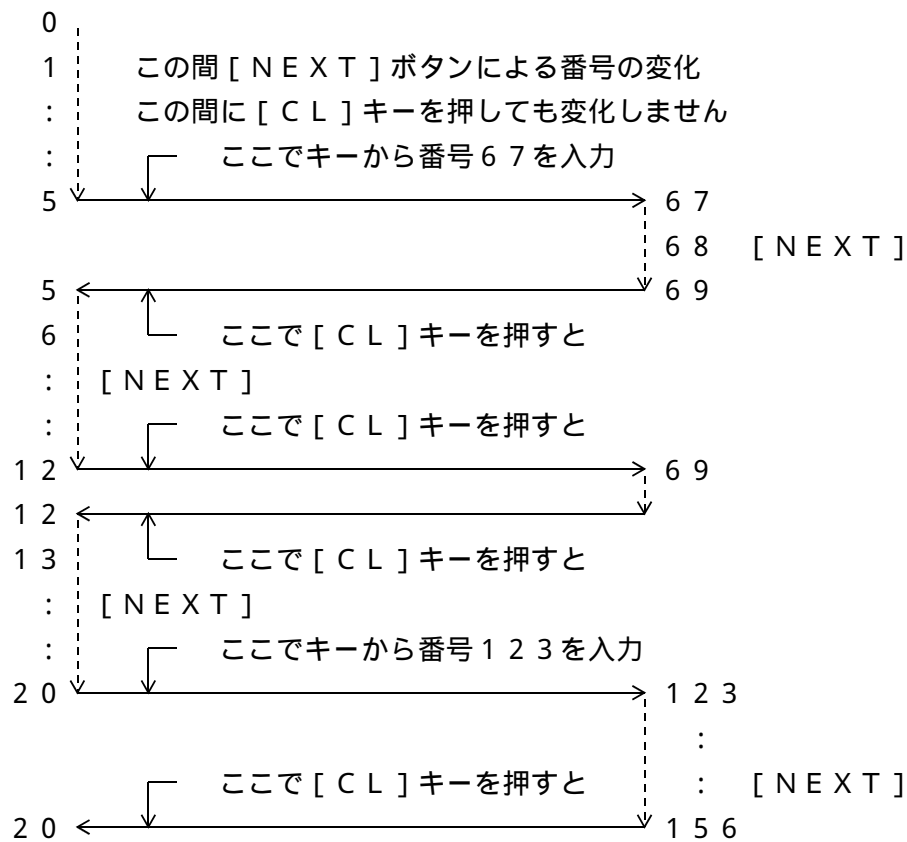 0
1 この間[NEXT]ボタンによる番号の変化
: この間に[CL]キーを押しても変化しません
: ここでキーから番号67を入力
5 67
68 [NEXT]
5 69
6 ここで[CL]キーを押すと
: [NEXT]
: ここで[CL]キーを押すと
12 69
12
13 ここで[CL]キーを押すと
: [NEXT]
: ここでキーから番号123を入力
20 123
:
ここで[CL]キーを押すと : [NEXT]
20 156